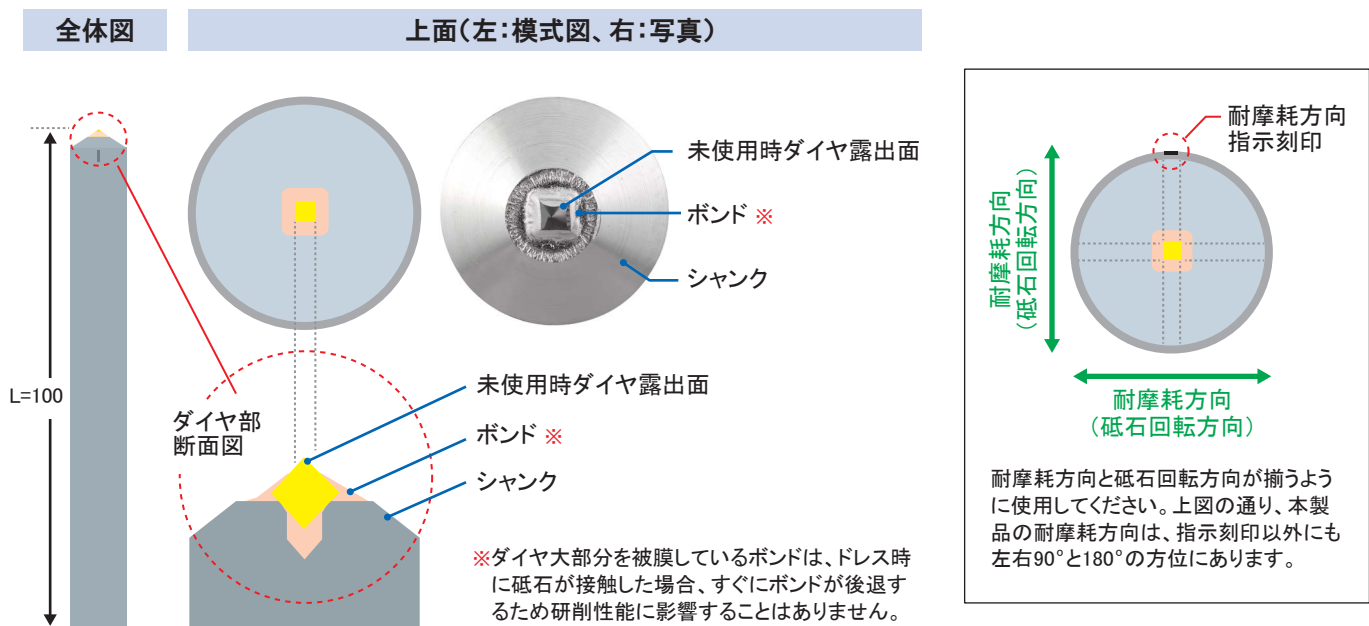 全体図
上面(左:模式図、右:写真)
未使用時ダイヤ露出面
ボンド ※
シャンク
L=100
ダイヤ部
断面図
未使用時ダイヤ露出面
ボンド ※
シャンク
※ダイヤ大部分を被膜しているボンドは、ドレス時
に砥石が接触した場合、すぐにボンドが後退す
るため研削性能に影響することはありません。
耐摩耗方向
指示刻印
耐摩耗方向
(砥石回転方向)
耐摩耗方向
(砥石回転方向)
耐摩耗方向と砥石回転方向が揃うよう
に使用してください。上図の通り、本製
品の耐摩耗方向は、指示刻印以外にも
左右90°と180°の方位にあります。